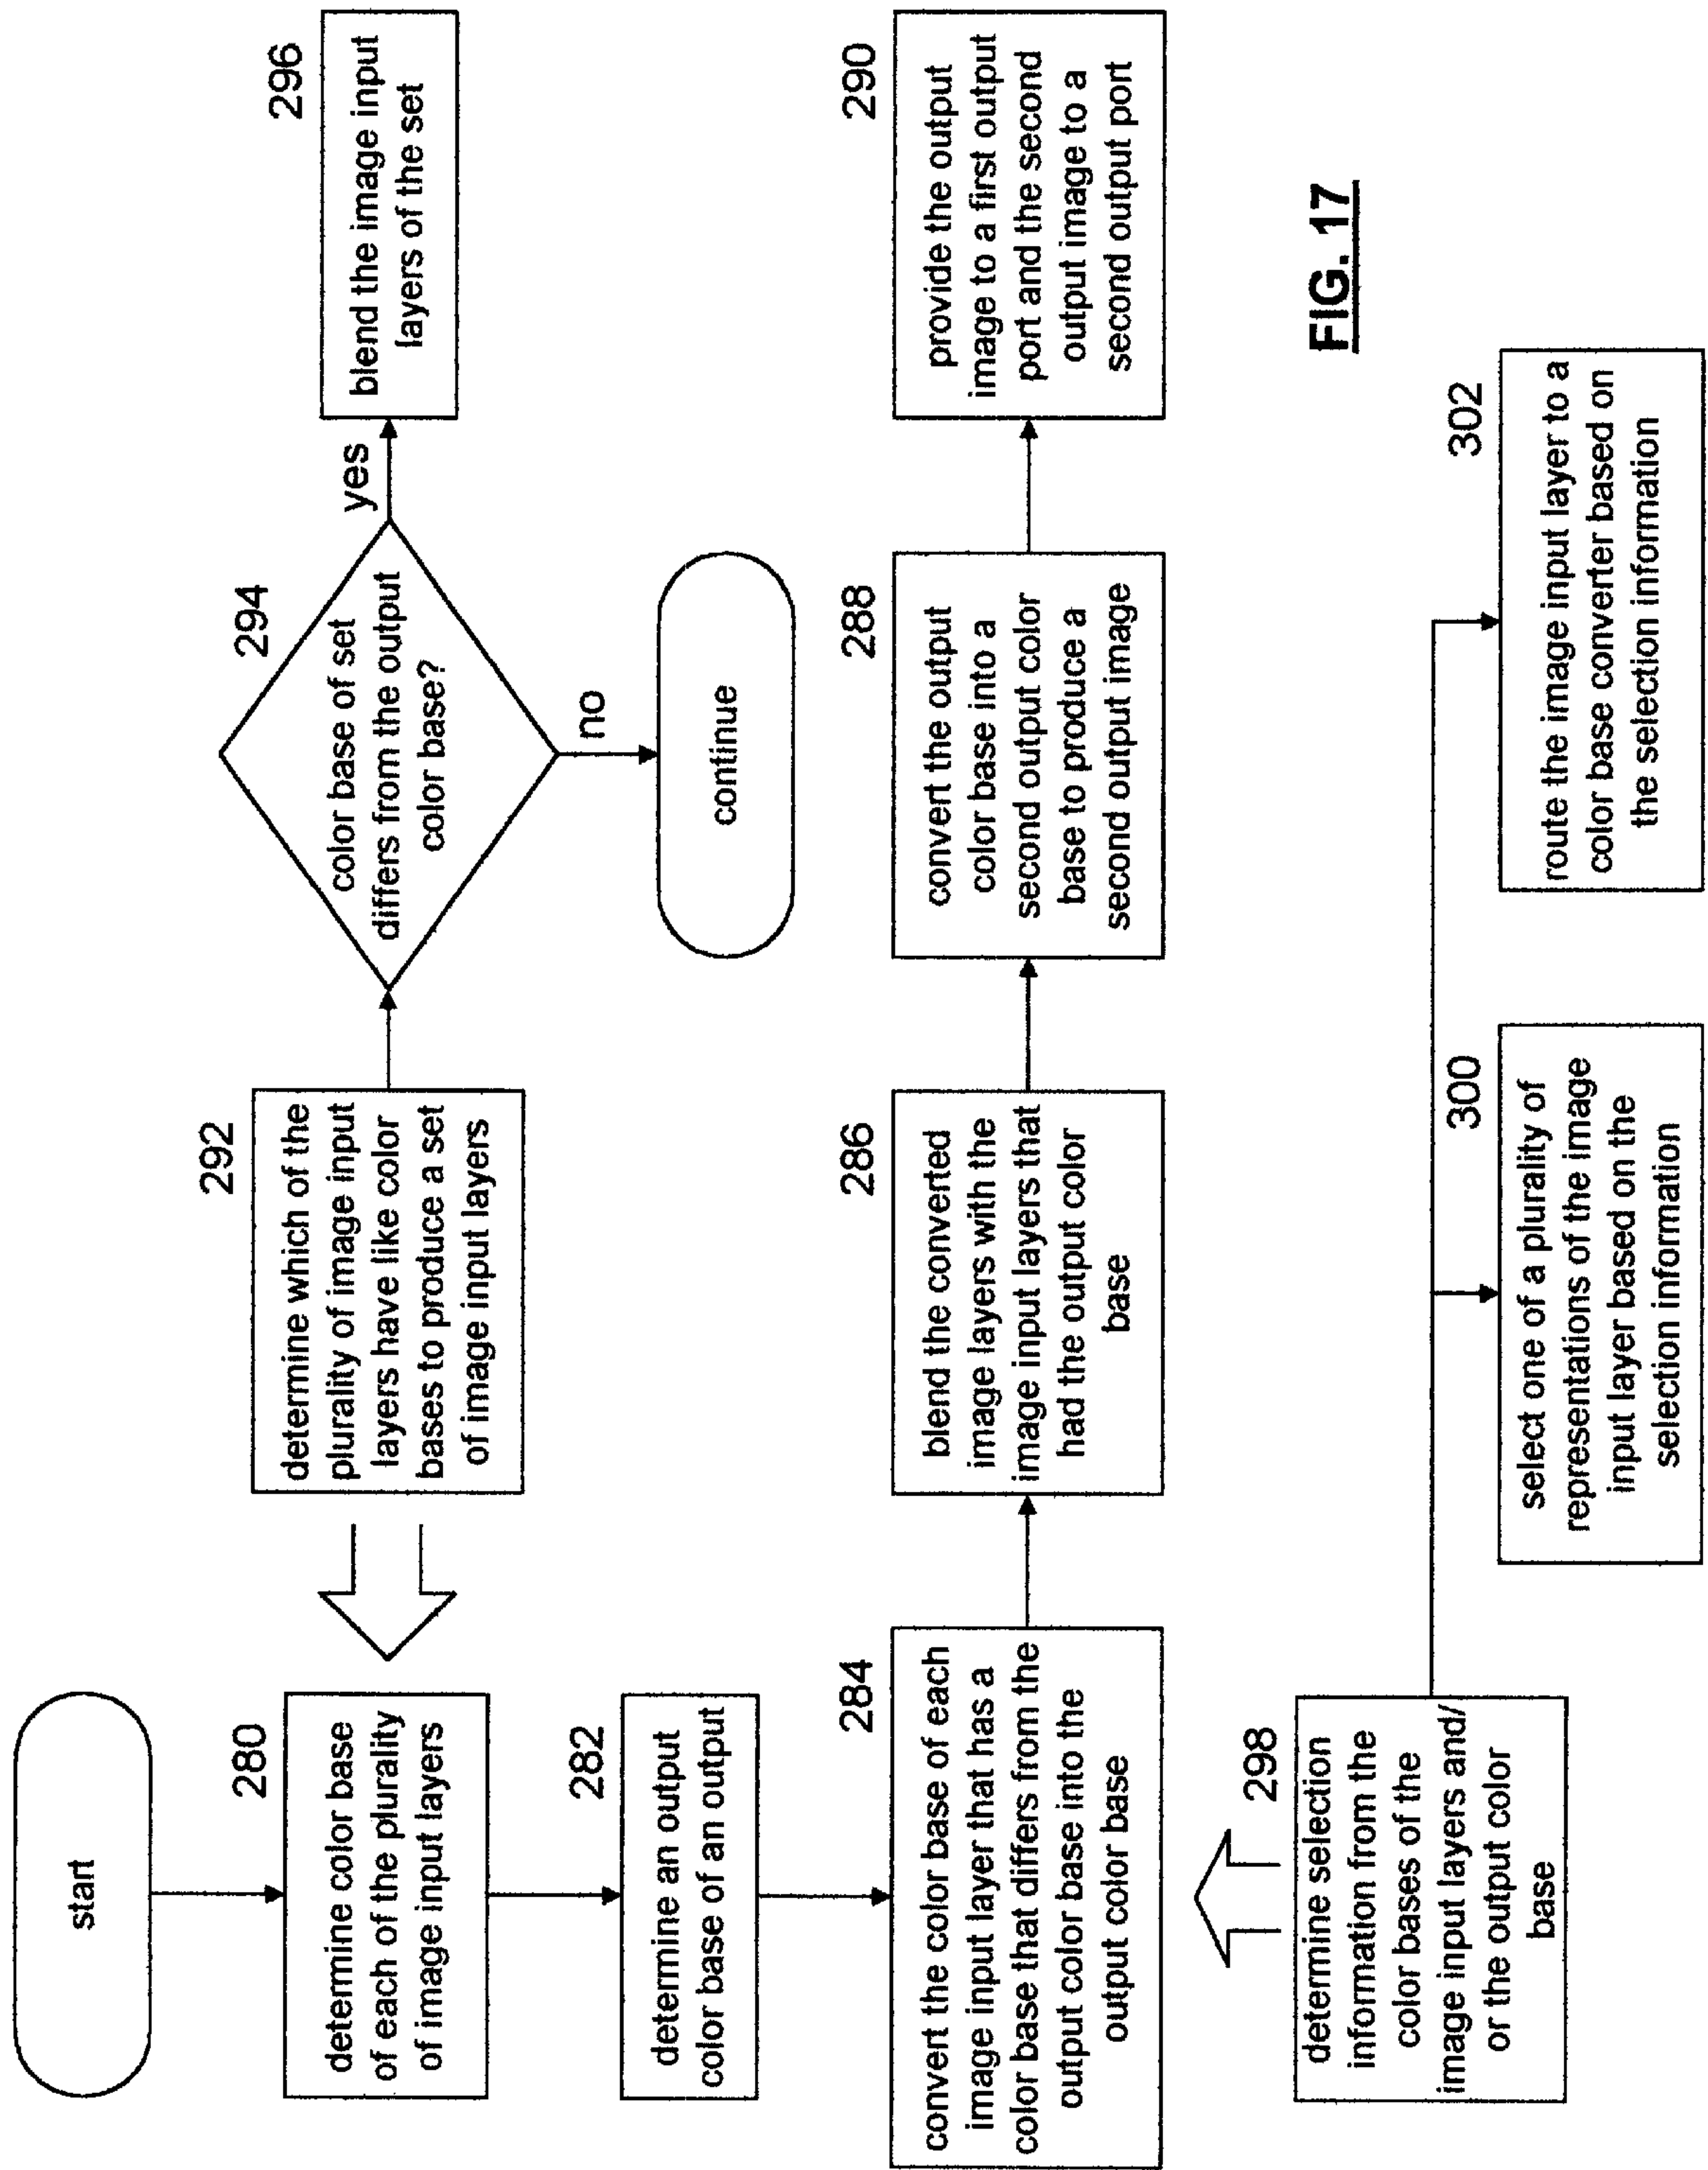 start
280
determine color base
of each of the plurality
of image input layers
282
determine an output
color base of an output
284
convert the color base of each
image input layer that has a
color base that differs from the
output color base into the
output color base
286
blend the converted
image layers with the
image input layers that
had the output color
base
288
convert the output
color base into a
second output color
base to produce a
second output image
290
provide the output
image to a first output
port and the second
output image to a
second output port
292
determine which of the
plurality of image input
layers have like color
bases to produce a set
of image input layers
294
color base of set
differs from the output
color base?
yes
no
continue
296
blend the image input
layers of the set
298
determine selection
information from the
color bases of the
image input layers and/
or the output color
base
300
select one of a plurality of
representations of the image
input layer based on the
selection information
302
route the image input layer to a
color base converter based on
the selection information
FIG. 17